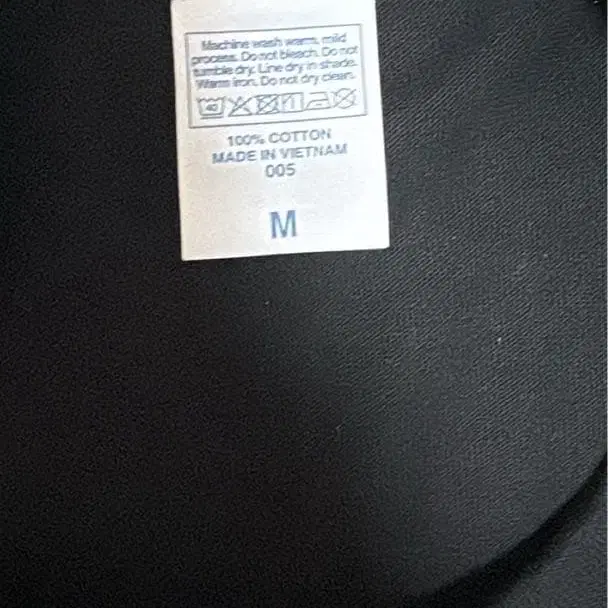 Machine wash warm, mild
process. Do not bleach. Do not
tumble dry. Line dry in shade.
Warm iron. Do not dry clean.
40
100% COTTON
MADE IN VIETNAM
005
M